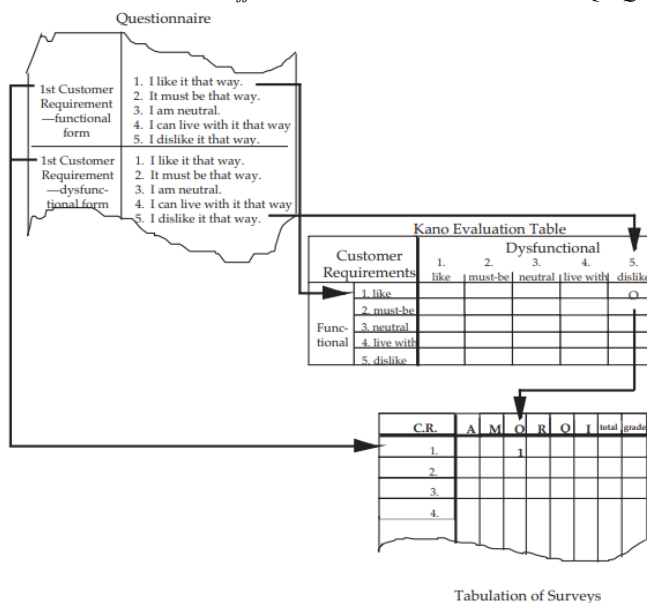 Questionnaire
1st Customer
Requirement
—functional
form
1. I like it that way.
2. It must be that way.
3. I am neutral.
4. I can live with it that way
5. I dislike it that way.
1st Customer
Requirement
—dysfunc-
tional form
1. I like it that way.
2. It must be that way.
3. I am neutral.
4. I can live with it that way
5. I dislike it that way.
Kano Evaluation Table
Customer
Requirements
Dysfunctional
1. 2. 3. 4. 5.
like must-be neutral live with dislike
Func-
tional
1. like O
2. must-be
3. neutral
4. live with
5. dislike
C.R. A M O R Q I total grade
1. 1
2.
3.
4.
Tabulation of Surveys